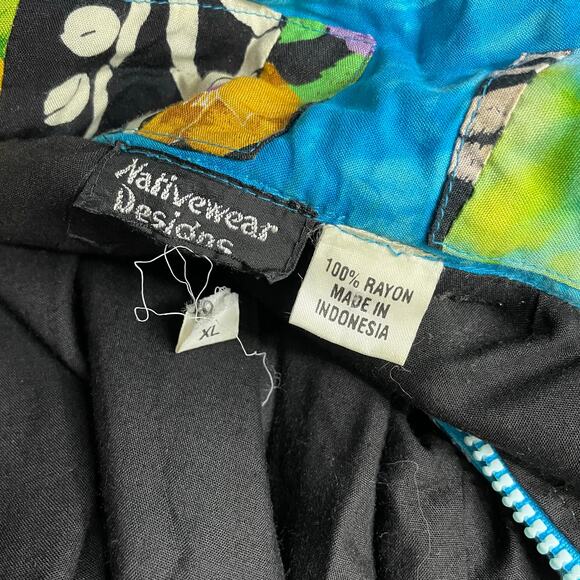 Nativewear
Designs
100% RAYON
MADE IN
INDONESIA
XL